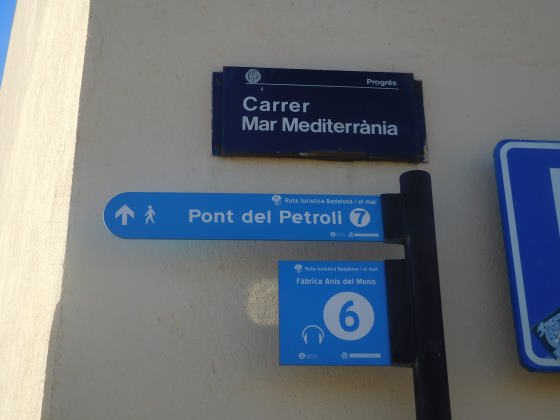 Progrés
Carrer
Mar Mediterrània
Ruta turística Badalona i el mar
Pont del Petroli 7
Ruta turística Badalona i el mar
Fàbrica Anís del Mono
6